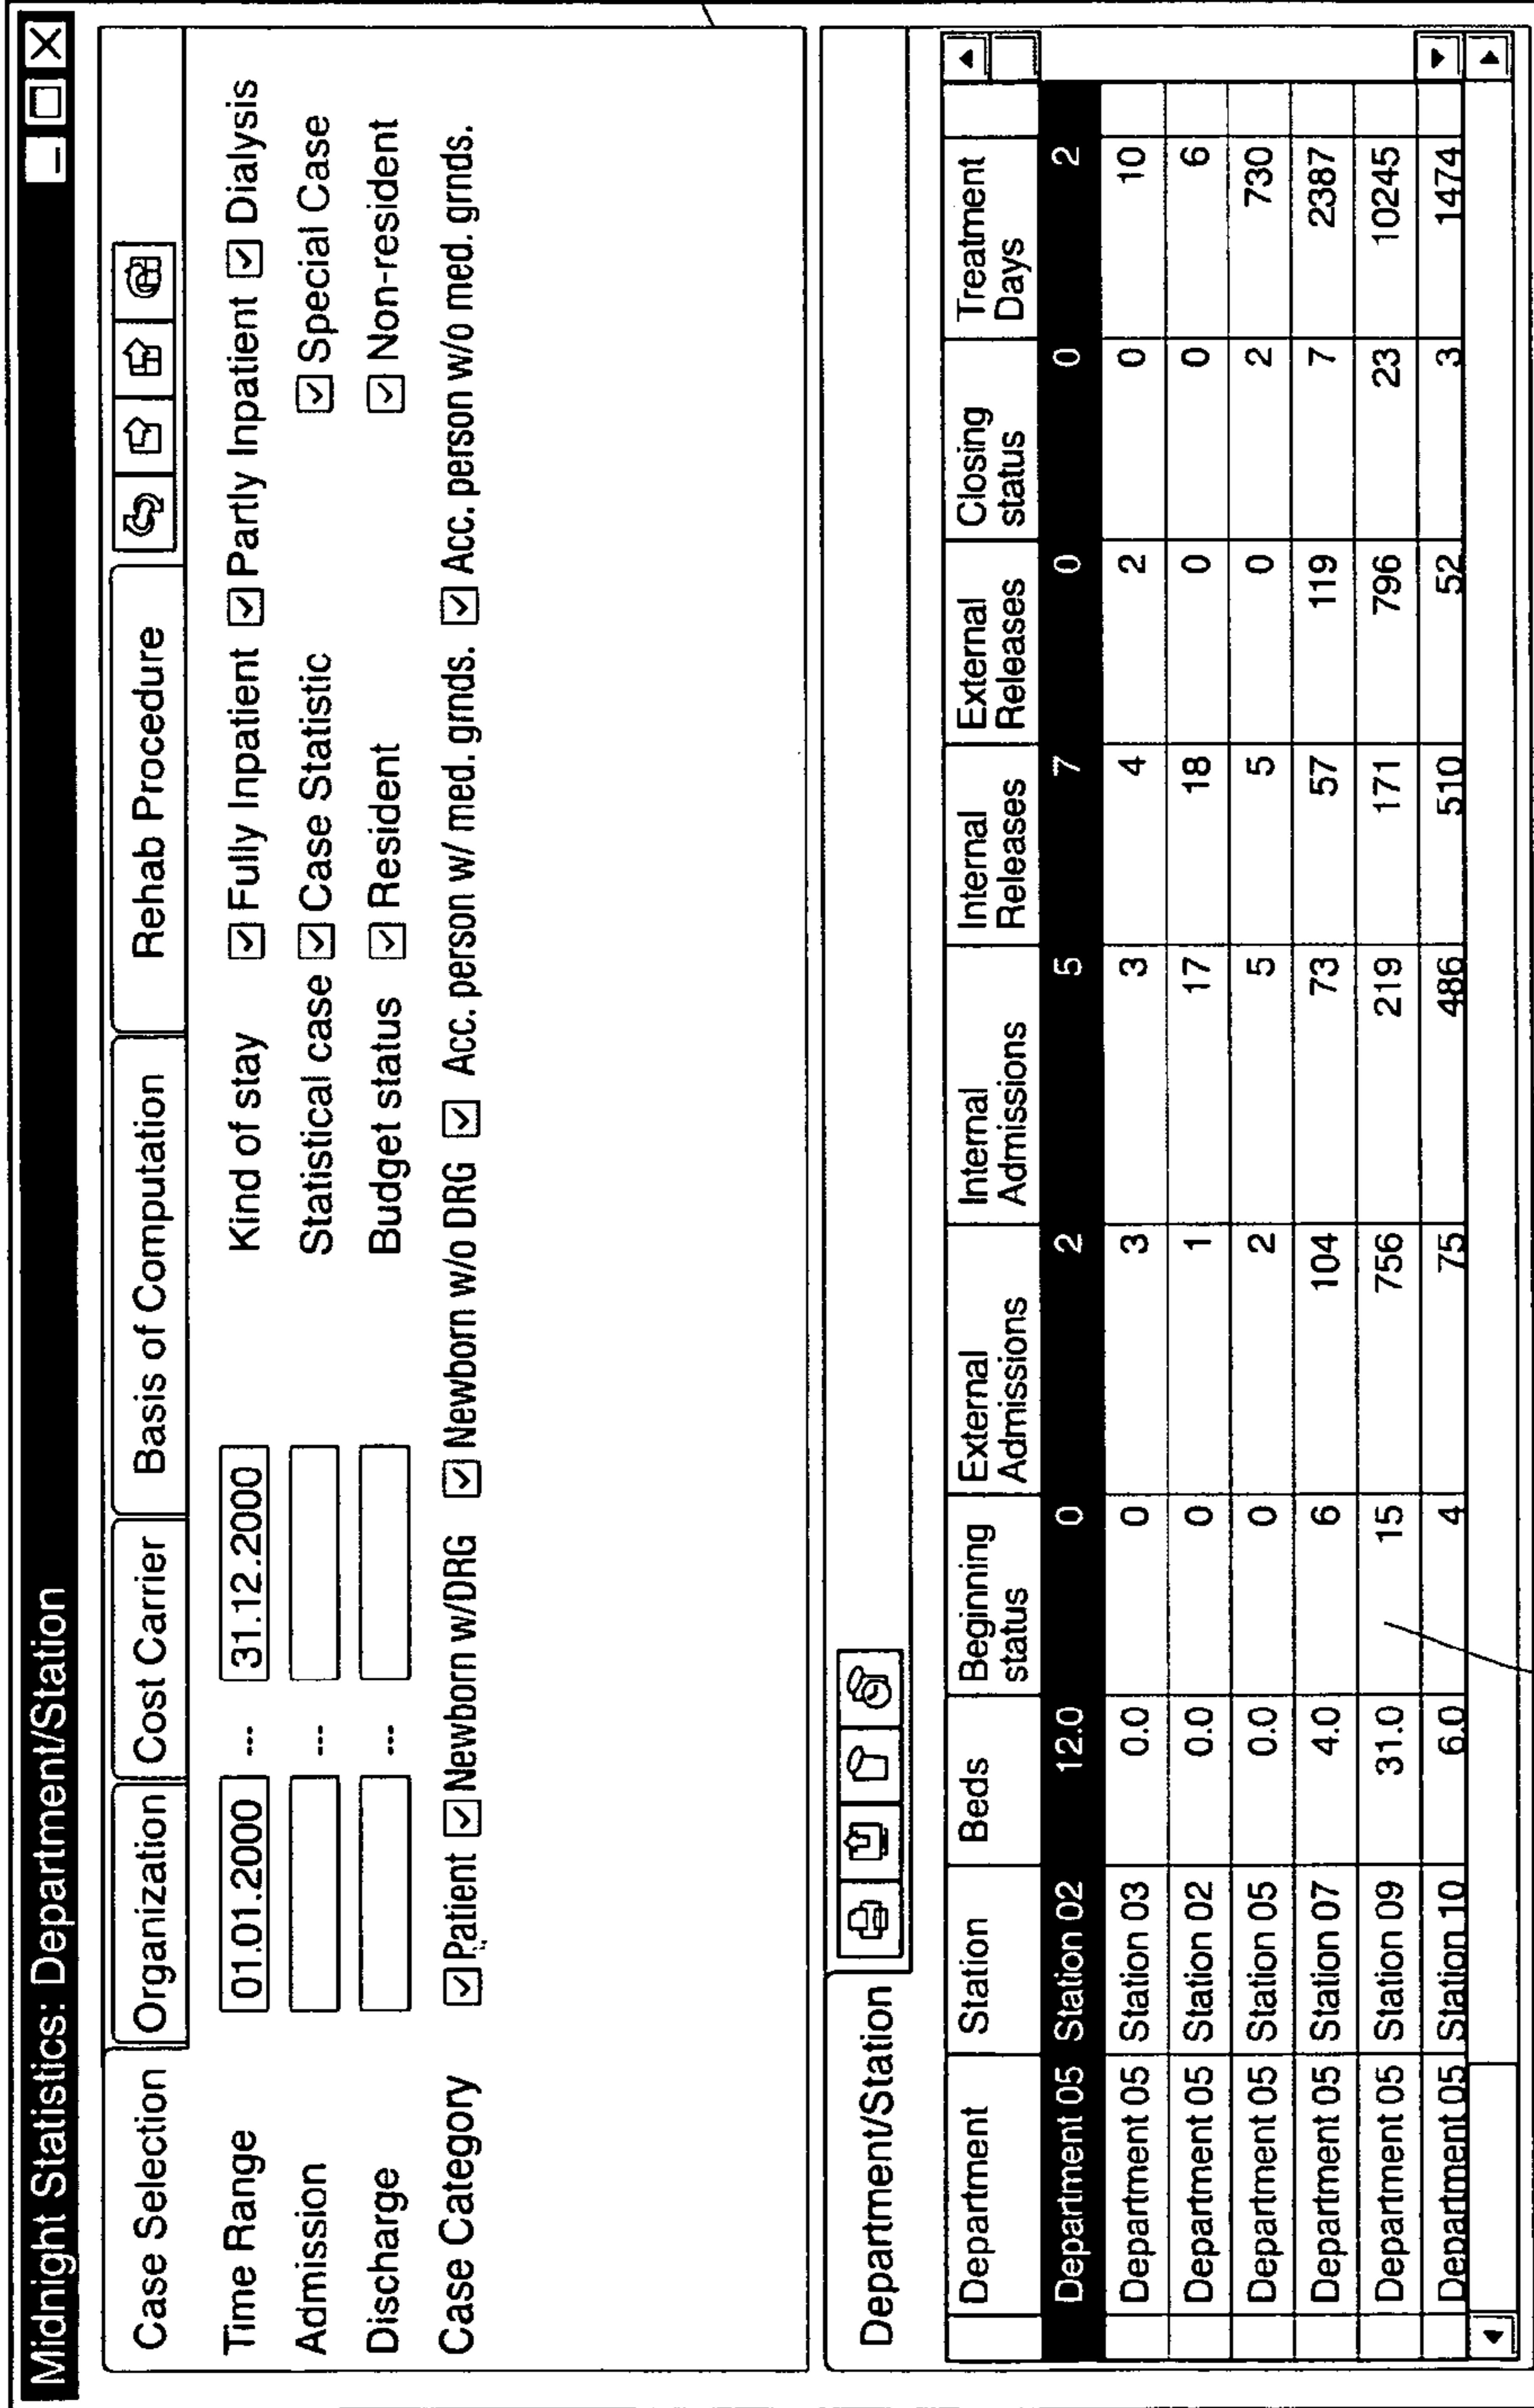 Midnight Statistics: Department/Station
Case Selection Organization Cost Carrier Basis of Computation Rehab Procedure
Time Range 01.01.2000 --- 31.12.2000 Kind of stay Fully Inpatient Partly Inpatient Dialysis
Admission --- Statistical case Case Statistic Special Case
Discharge --- Budget status Resident Non-resident
Case Category Patient Newborn w/DRG Newborn w/o DRG Acc. person w/ med. grnds. Acc. person w/o med. grnds.
Department/Station
Department Station Beds Beginning status External Admissions Internal Admissions Internal Releases External Releases Closing status Treatment Days
Department 05 Station 02 12.0 0 2 5 7 0 0 2
Department 05 Station 03 0.0 0 3 3 4 2 0 10
Department 05 Station 02 0.0 0 1 17 18 0 0 6
Department 05 Station 05 0.0 0 2 5 5 0 2 730
Department 05 Station 07 4.0 6 104 73 57 119 7 2387
Department 05 Station 09 31.0 15 756 219 171 796 23 10245
Department 05 Station 10 6.0 4 75 486 510 52 3 1474